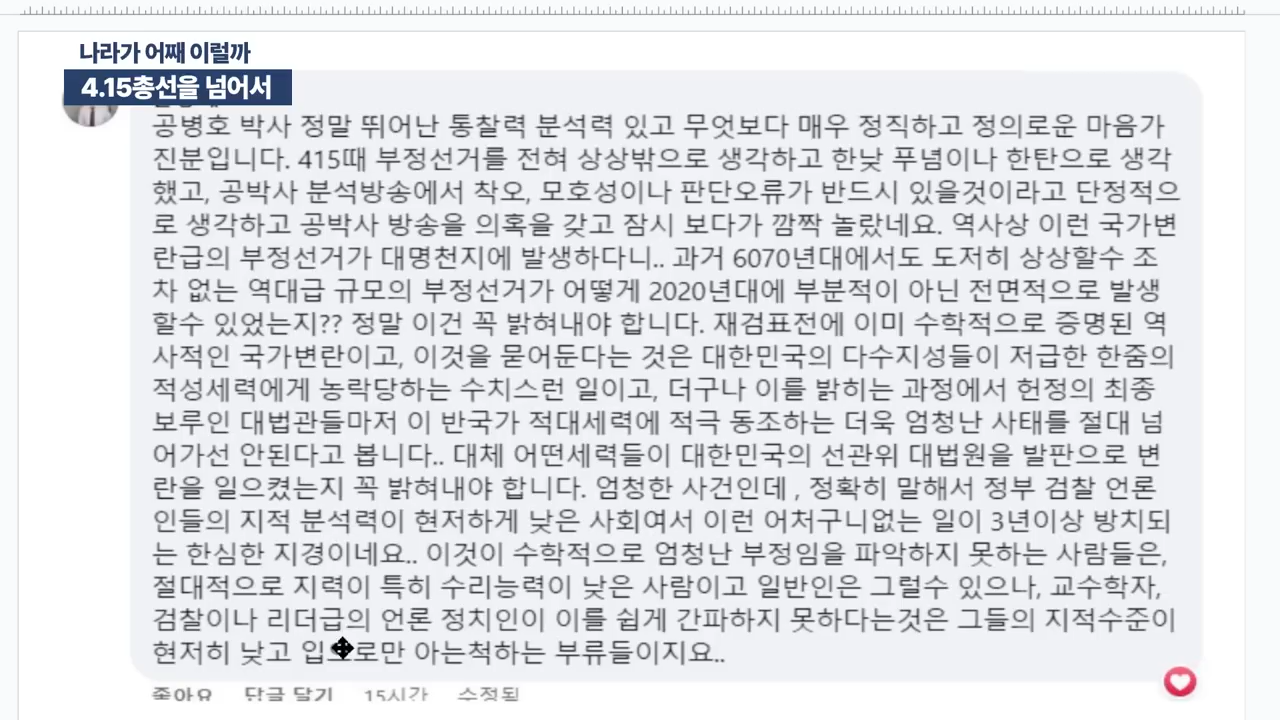 나라가 어째 이럴까
4.15총선을 넘어서
공병호 박사 정말 뛰어난 통찰력 분석력 있고 무엇보다 매우 정직하고 정의로운 마음가
진분입니다. 415때 부정선거를 전혀 상상밖으로 생각하고 한낮 푸념이나 한탄으로 생각
했고, 공박사 분석방송에서 착오, 모호성이나 판단오류가 반드시 있을것이라고 단정적으
로 생각하고 공박사 방송을 의혹을 갖고 잠시 보다가 깜짝 놀랐네요. 역사상 이런 국가변
란급의 부정선거가 대명천지에 발생하다니.. 과거 6070년대에서도 도저히 상상할수 조
차 없는 역대급 규모의 부정선거가 어떻게 2020년대에 부분적이 아닌 전면적으로 발생
할수 있었는지?? 정말 이건 꼭 밝혀내야 합니다. 재검표전에 이미 수학적으로 증명된 역
사적인 국가변란이고, 이것을 묻어둔다는 것은 대한민국의 다수지성들이 저급한 한줌의
적성세력에게 농락당하는 수치스런 일이고, 더구나 이를 밝히는 과정에서 헌정의 최종
보루인 대법관들마저 이 반국가 적대세력에 적극 동조하는 더욱 엄청난 사태를 절대 넘
어가선 안된다고 봅니다.. 대체 어떤세력들이 대한민국의 선관위 대법원을 발판으로 변
란을 일으켰는지 꼭 밝혀내야 합니다. 엄청한 사건인데 , 정확히 말해서 정부 검찰 언론
인들의 지적 분석력이 현저하게 낮은 사회여서 이런 어처구니없는 일이 3년이상 방치되
는 한심한 지경이네요.. 이것이 수학적으로 엄청난 부정임을 파악하지 못하는 사람들은,
절대적으로 지력이 특히 수리능력이 낮은 사람이고 일반인은 그럴수 있으나, 교수학자,
검찰이나 리더급의 언론 정치인이 이를 쉽게 간파하지 못하다는것은 그들의 지적수준이
현저히 낮고 입으로만 아는척하는 부류들이지요..
좋아요 답글 달기 15시간 수정됨